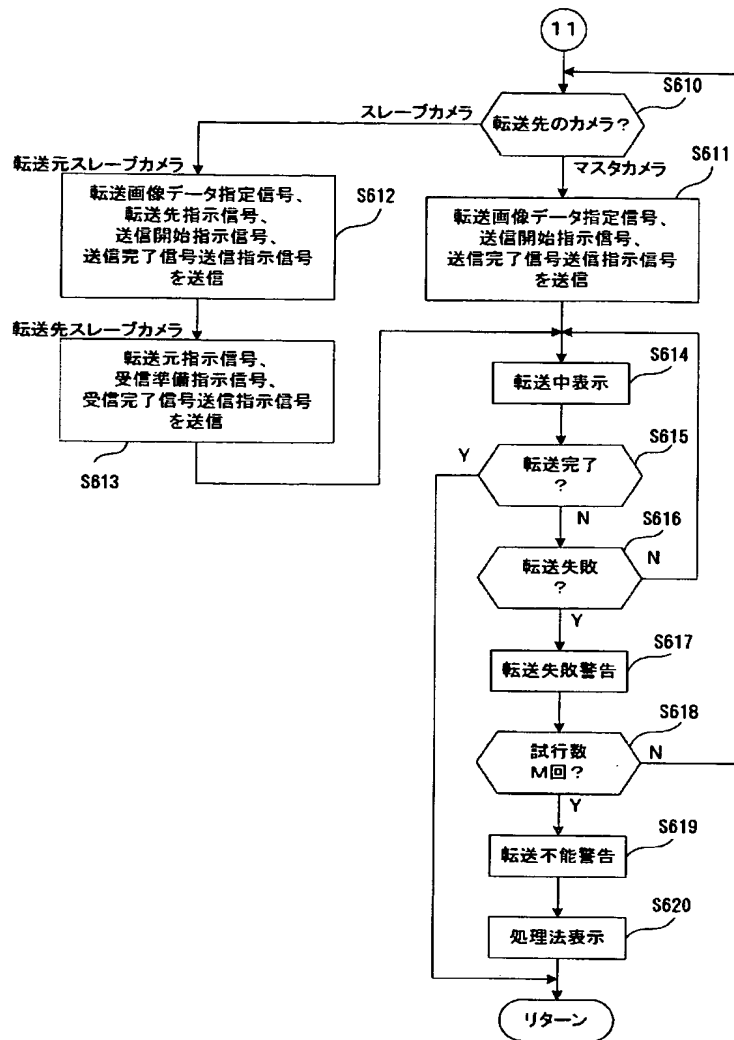 11
S610
転送先のカメラ?
スレーブカメラ
マスタカメラ
S611
転送元スレーブカメラ
転送画像データ指定信号、
転送先指示信号、
送信開始指示信号、
送信完了信号送信指示信号
を送信
S612
転送画像データ指定信号、
送信開始指示信号、
送信完了信号送信指示信号
を送信
転送先スレーブカメラ
転送元指示信号、
受信準備指示信号、
受信完了信号送信指示信号
を送信
S613
S614
転送中表示
S615
転送完了
?
Y
N
S616
転送失敗
?
N
Y
S617
転送失敗警告
S618
試行数
M回?
N
Y
S619
転送不能警告
S620
処理法表示
リターン